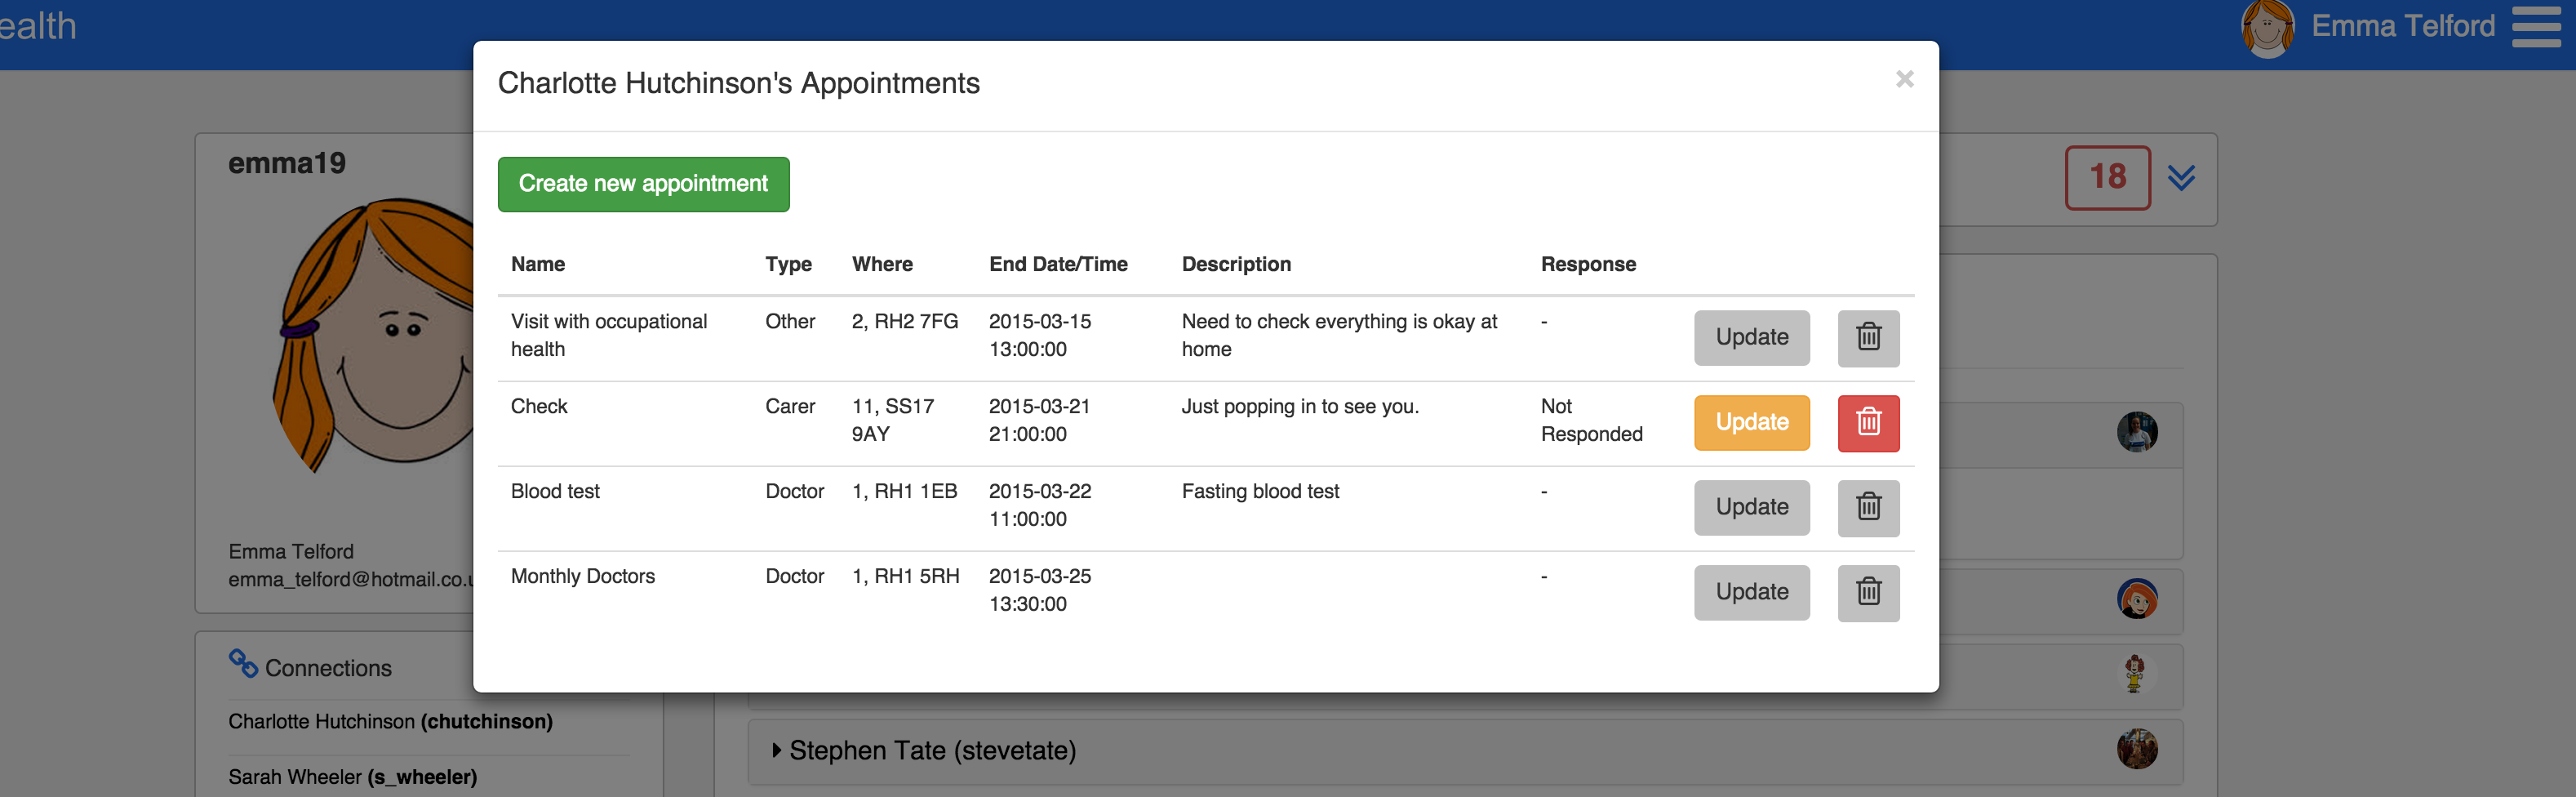 ealth
Emma Telford
Charlotte Hutchinson's Appointments
×
emma19
18
Create new appointment
Name Type Where End Date/Time Description Response
Visit with occupational health Other 2, RH2 7FG 2015-03-15 13:00:00 Need to check everything is okay at home - Update
Check Carer 11, SS17 9AY 2015-03-21 21:00:00 Just popping in to see you. Not Responded Update
Blood test Doctor 1, RH1 1EB 2015-03-22 11:00:00 Fasting blood test - Update
Monthly Doctors Doctor 1, RH1 5RH 2015-03-25 13:30:00 - Update
Emma Telford
emma_telford@hotmail.co.u
Connections
Charlotte Hutchinson (chutchinson)
Sarah Wheeler (s_wheeler)
Stephen Tate (stevetate)